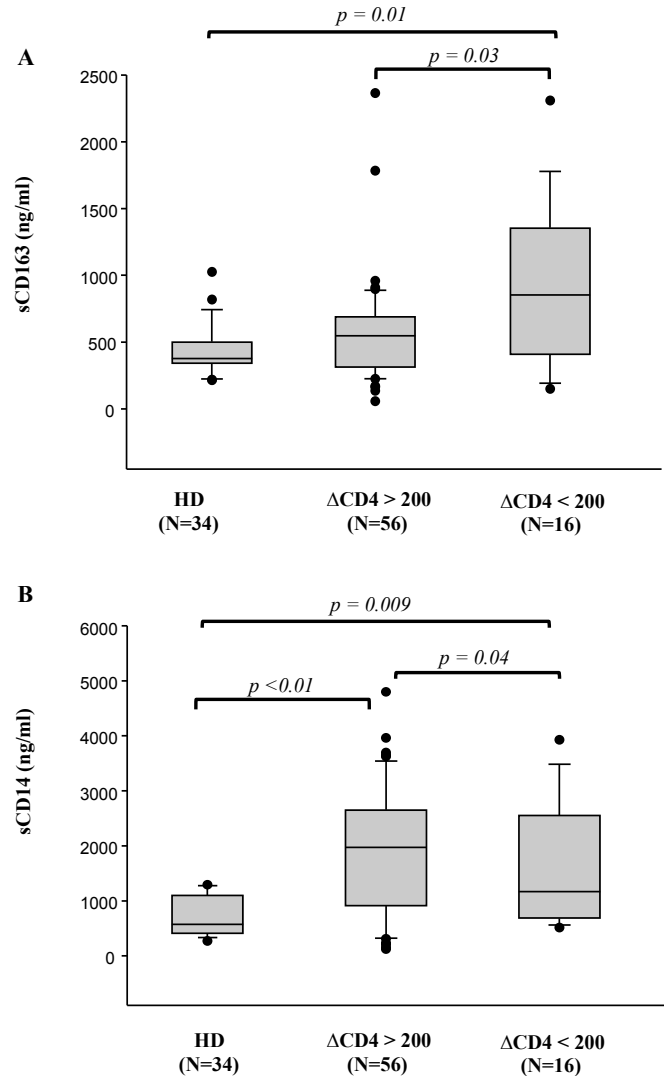 p = 0.01
A
p = 0.03
2500
2000
1500
1000
500
0
sCD163 (ng/ml)
HD
(N=34)
ΔCD4 > 200
(N=56)
ΔCD4 < 200
(N=16)
B
p = 0.009
6000
p = 0.04
p <0.01
5000
4000
3000
2000
1000
0
sCD14 (ng/ml)
HD
(N=34)
ΔCD4 > 200
(N=56)
ΔCD4 < 200
(N=16)